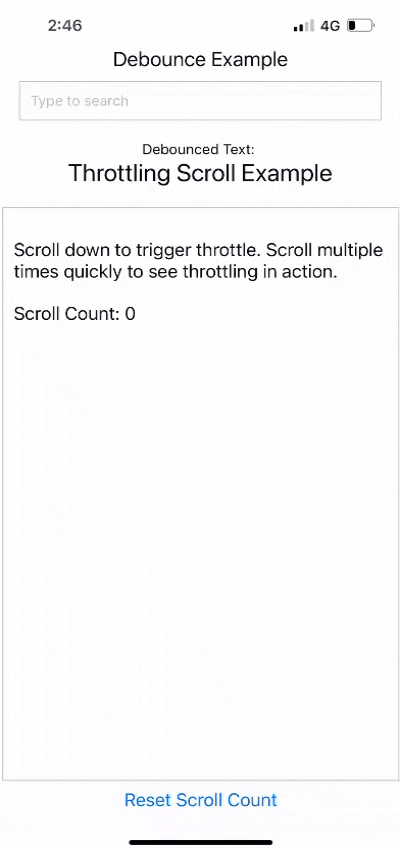 2:46 4G
Debounce Example
Type to search
Debounced Text:
Throttling Scroll Example
Scroll down to trigger throttle. Scroll multiple
times quickly to see throttling in action.
Scroll Count: 0
Reset Scroll Count